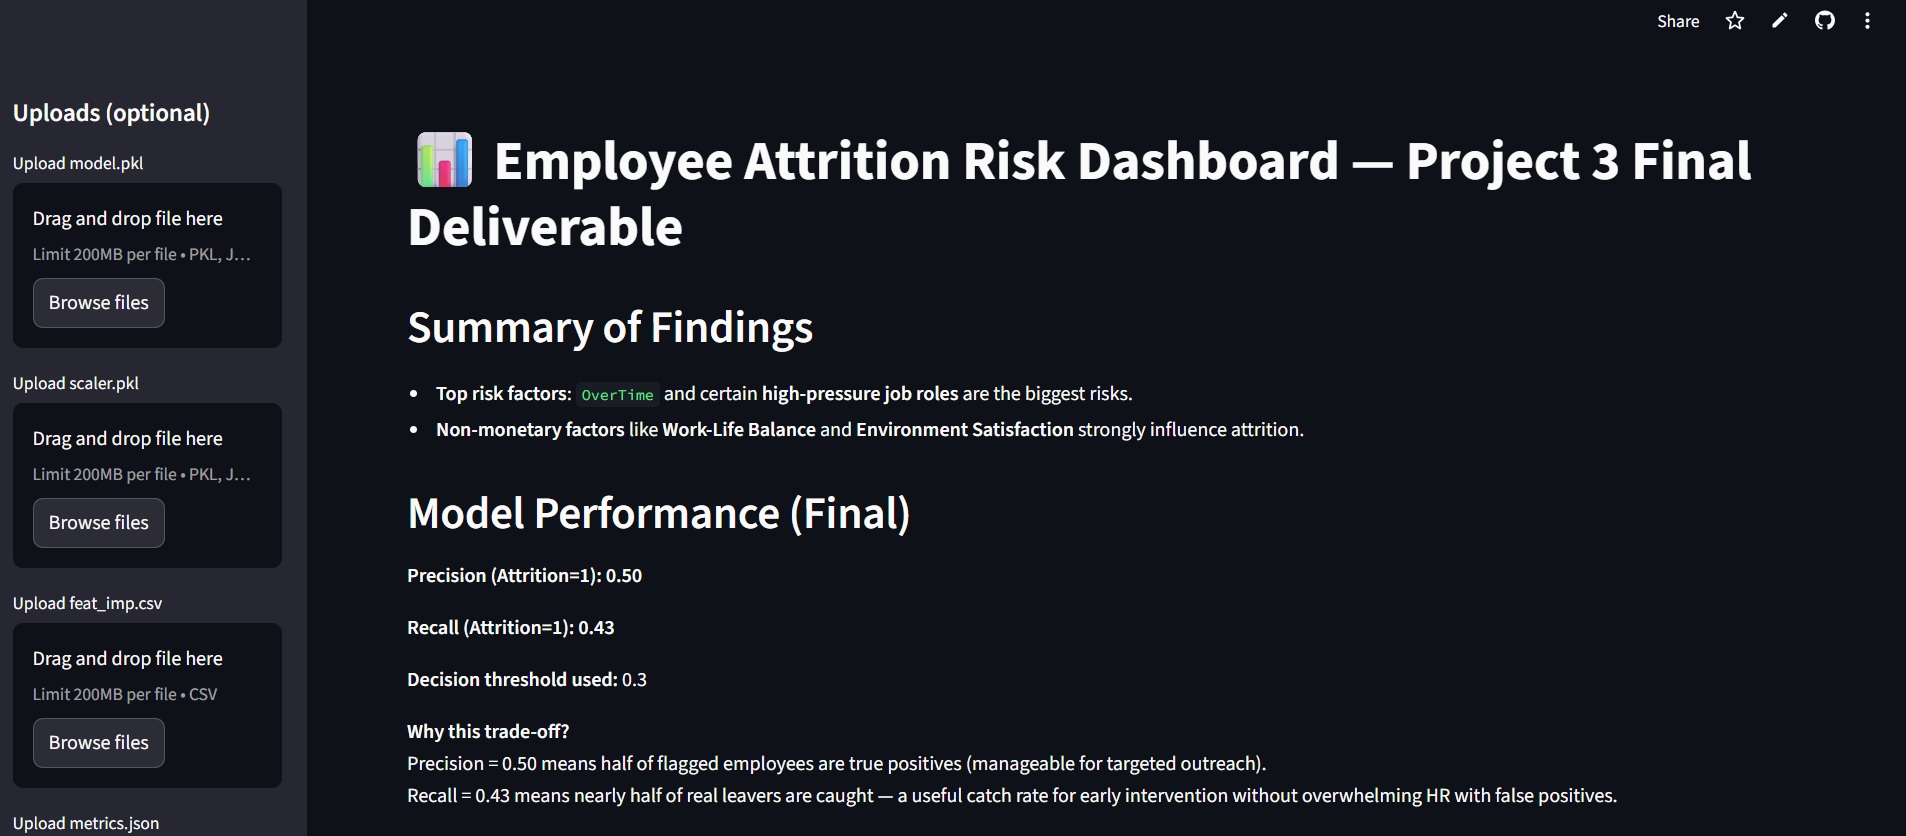 Share
Uploads (optional)
Upload model.pkl
Drag and drop file here
Limit 200MB per file • PKL, J...
Browse files
Upload scaler.pkl
Drag and drop file here
Limit 200MB per file • PKL, J...
Browse files
Upload feat_imp.csv
Drag and drop file here
Limit 200MB per file • CSV
Browse files
Upload metrics.json
Employee Attrition Risk Dashboard — Project 3 Final
Deliverable
Summary of Findings
• Top risk factors: OverTime and certain high-pressure job roles are the biggest risks.
• Non-monetary factors like Work-Life Balance and Environment Satisfaction strongly influence attrition.
Model Performance (Final)
Precision (Attrition=1): 0.50
Recall (Attrition=1): 0.43
Decision threshold used: 0.3
Why this trade-off?
Precision = 0.50 means half of flagged employees are true positives (manageable for targeted outreach).
Recall = 0.43 means nearly half of real leavers are caught — a useful catch rate for early intervention without overwhelming HR with false positives.